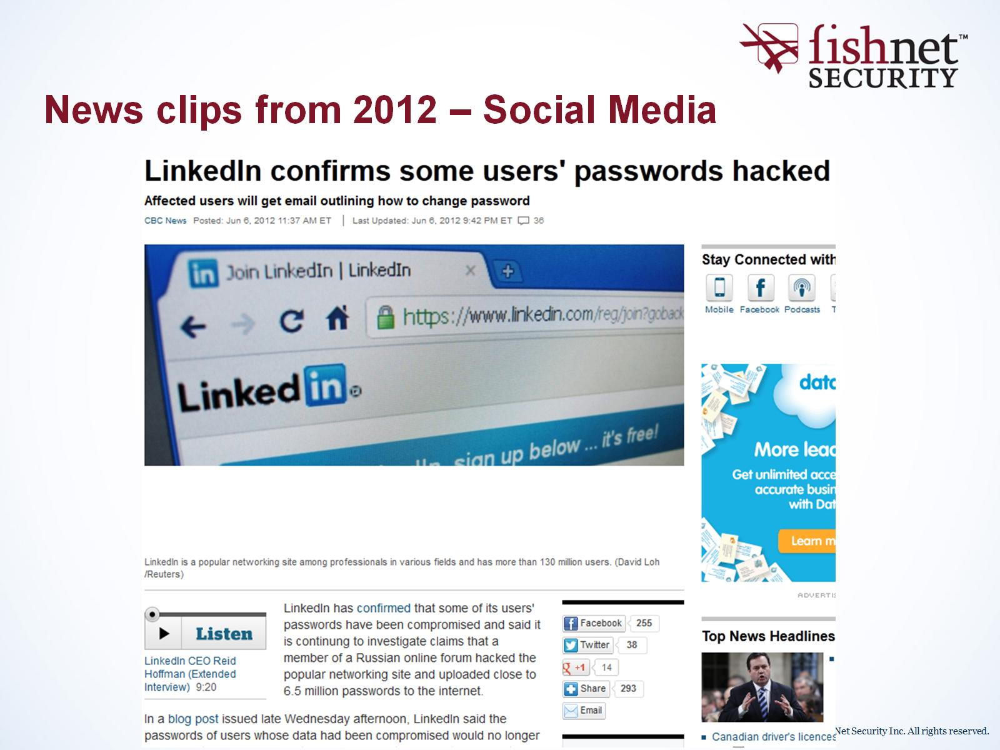 fishnet™
SECURITY
News clips from 2012 – Social Media
LinkedIn confirms some users' passwords hacked
Affected users will get email outlining how to change password
CBC News Posted: Jun 6, 2012 11:37 AM ET | Last Updated: Jun 6, 2012 9:42 PM ET 36
in Join LinkedIn | LinkedIn
https://www.linkedin.com/reg/join?goback
Linked in ®
sign up below ... it's free!
Stay Connected with
Mobile Facebook Podcasts T
data
More lead
Get unlimited acce
accurate busin
with Dat
Learn m
ADVERTIS
LinkedIn is a popular networking site among professionals in various fields and has more than 130 million users. (David Loh
/Reuters)
Listen
LinkedIn CEO Reid
Hoffman (Extended
Interview) 9:20
LinkedIn has confirmed that some of its users'
passwords have been compromised and said it
is continung to investigate claims that a
member of a Russian online forum hacked the
popular networking site and uploaded close to
6.5 million passwords to the internet.
In a blog post issued late Wednesday afternoon, LinkedIn said the
passwords of users whose data had been compromised would no longer
Facebook 255
Twitter 38
+1 14
Share 293
Email
Top News Headlines
Canadian driver's licences
Net Security Inc. All rights reserved.